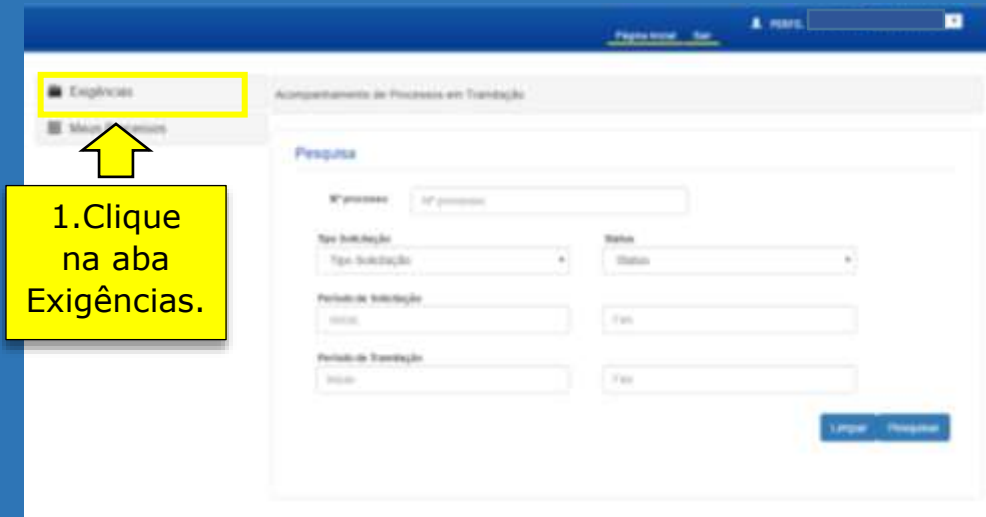 Página Inicial Sair
PERFIL
Exigências
Acompanhamento de Processos em Tramitação
Meus Processos
Pesquisa
1.Clique
na aba
Exigências.
Nº processo
Nº processo
Tipo Solicitação
Status
Tipo Solicitação
Status
Período de Solicitação
Início
Fim
Período de Tramitação
Início
Fim
Limpar
Pesquisar